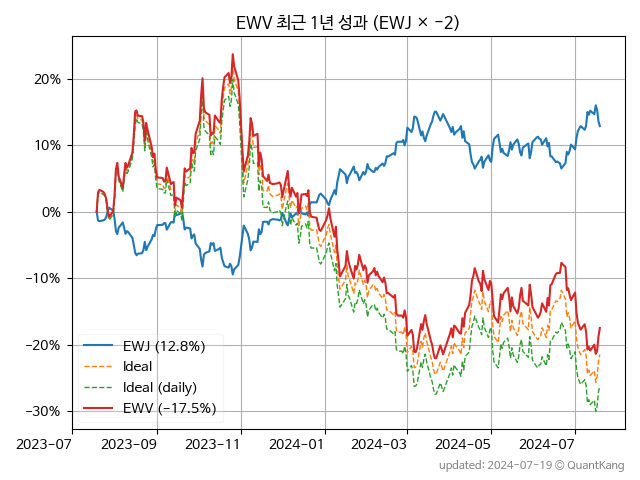 EWV 최근 1년 성과 (EWJ × −2)
20%
10%
0%
−10%
−20%
−30%
EWJ (12.8%)
Ideal
Ideal (daily)
EWV (−17.5%)
2023-07
2023-09
2023-11
2024-01
2024-03
2024-05
2024-07
updated: 2024-07-19 © QuantKang